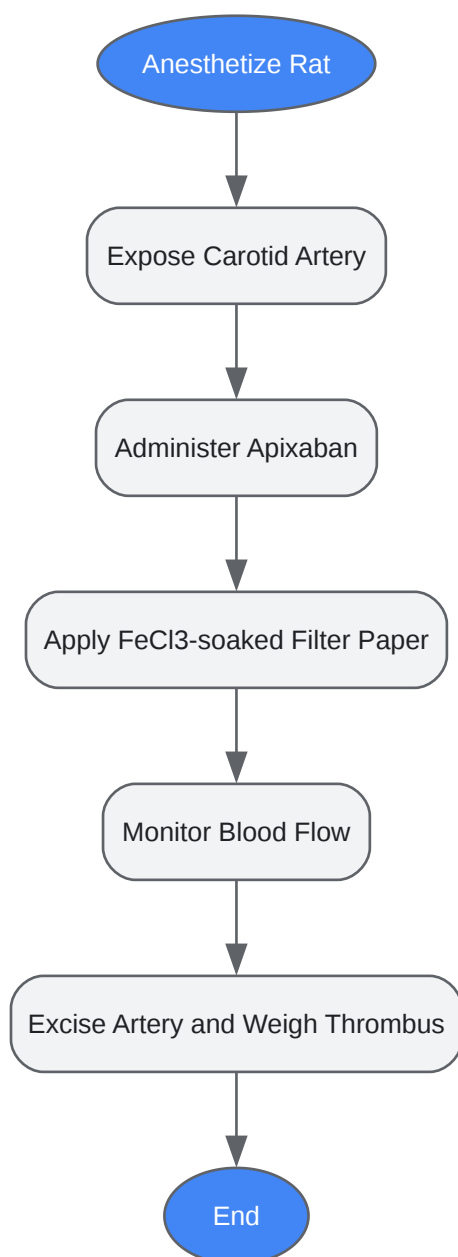 Anesthetize Rat
Expose Carotid Artery
Administer Apixaban
Apply FeCl3-soaked Filter Paper
Monitor Blood Flow
Excise Artery and Weigh Thrombus
End